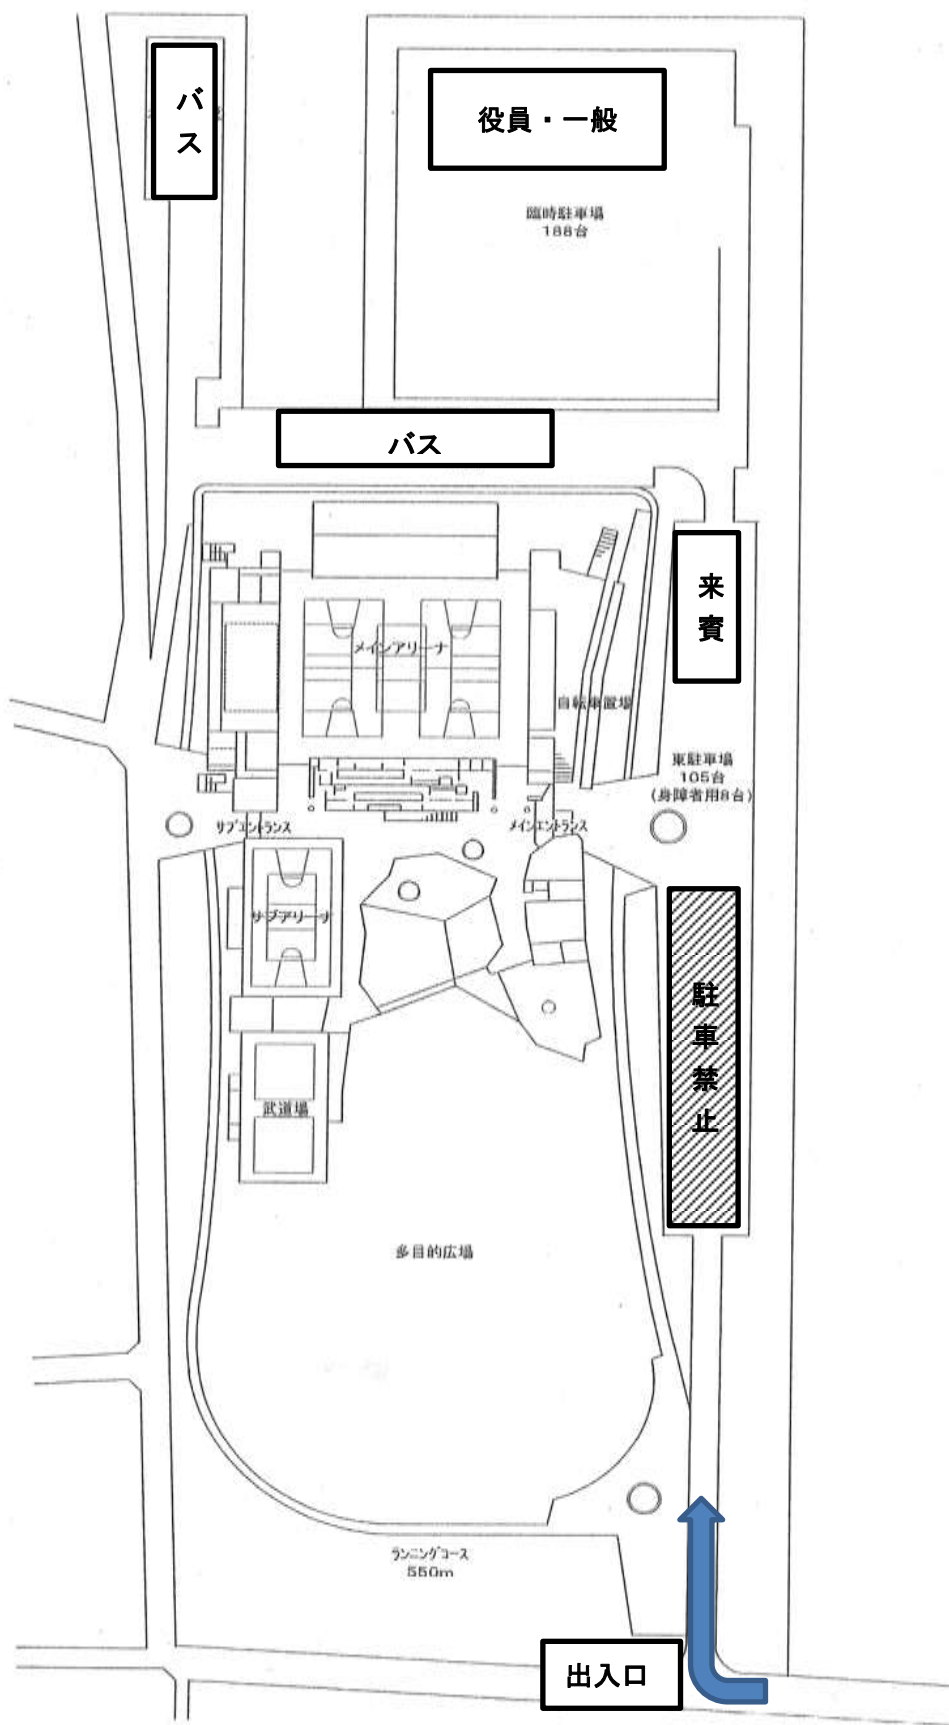 バス
役員・一般
臨時駐車場
188台
バス
来賓
メインアリーナ
自転車置場
東駐車場
105台
(身障者用8台)
サブエントランス
メインエントランス
サブアリーナ
駐車禁止
武道場
多目的広場
ランニングコース
550m
出入口